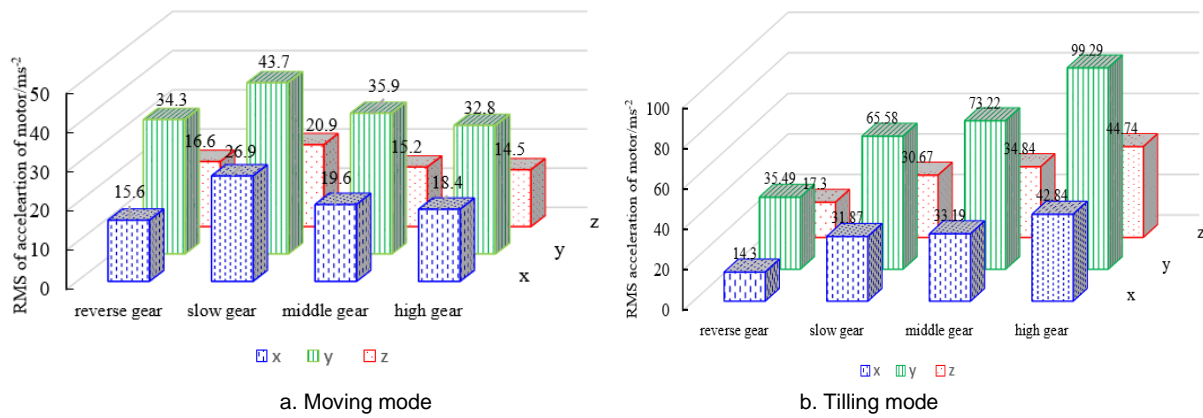 RMS of acceleartion of motor/ms-2
50
40
30
20
10
0
15.6
34.3
16.6
26.9
43.7
20.9
19.6
35.9
15.2
18.4
32.8
14.5
reverse gear
slow gear
middle gear
high gear
x
y
z
x
y
z
a. Moving mode
RMS acceleration of motor/ms-2
100
80
60
40
20
0
14.3
35.49
17.3
31.87
65.58
30.67
33.19
73.22
34.84
42.84
99.29
44.74
reverse gear
slow gear
middle gear
high gear
x
y
z
x
y
z
b. Tilling mode